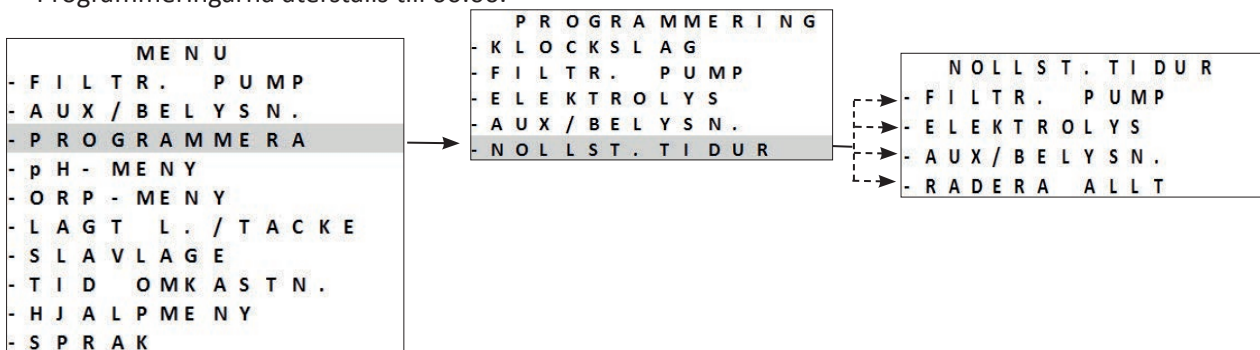 Programmeringarna återställs till 00:00.
MENU
- FILTR. PUMP
- AUX/BELYSN.
- PROGRAMMERA
- pH- MENY
- ORP-MENY
- LAGT L./TACKE
- SLAVLAGE
- TID OMKASTN.
- HJALPMENY
- SPRAK
PROGRAMMERING
- KLOCKSLAG
- FILTR. PUMP
- ELEKTROLYS
- AUX/BELYSN.
- NOLLST.TIDUR
NOLLST.TIDUR
- FILTR. PUMP
- ELEKTROLYS
- AUX/BELYSN.
- RADERA ALLT